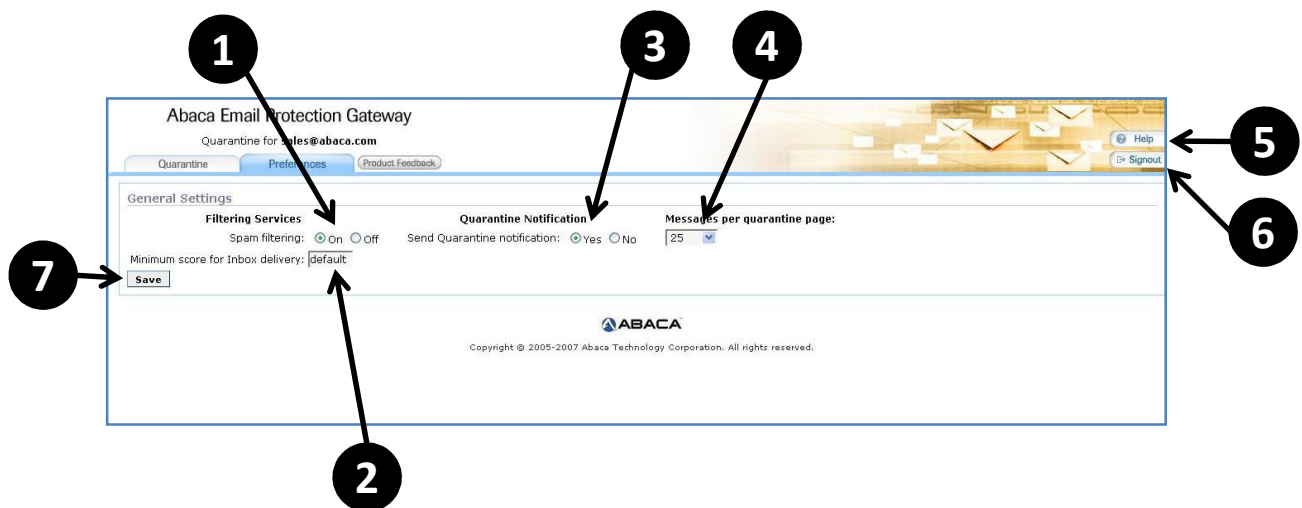 1
3
4
Abaca Email Protection Gateway
Quarantine for sales@abaca.com
5
Help
Quarantine Preferences Product Feedback
Signout
General Settings
Filtering Services Quarantine Notification Messages per quarantine page:
6
Spam filtering: On Off Send Quarantine notification: Yes No 25
Minimum score for Inbox delivery: default
7
Save
ABACA
Copyright © 2005-2007 Abaca Technology Corporation. All rights reserved.
2